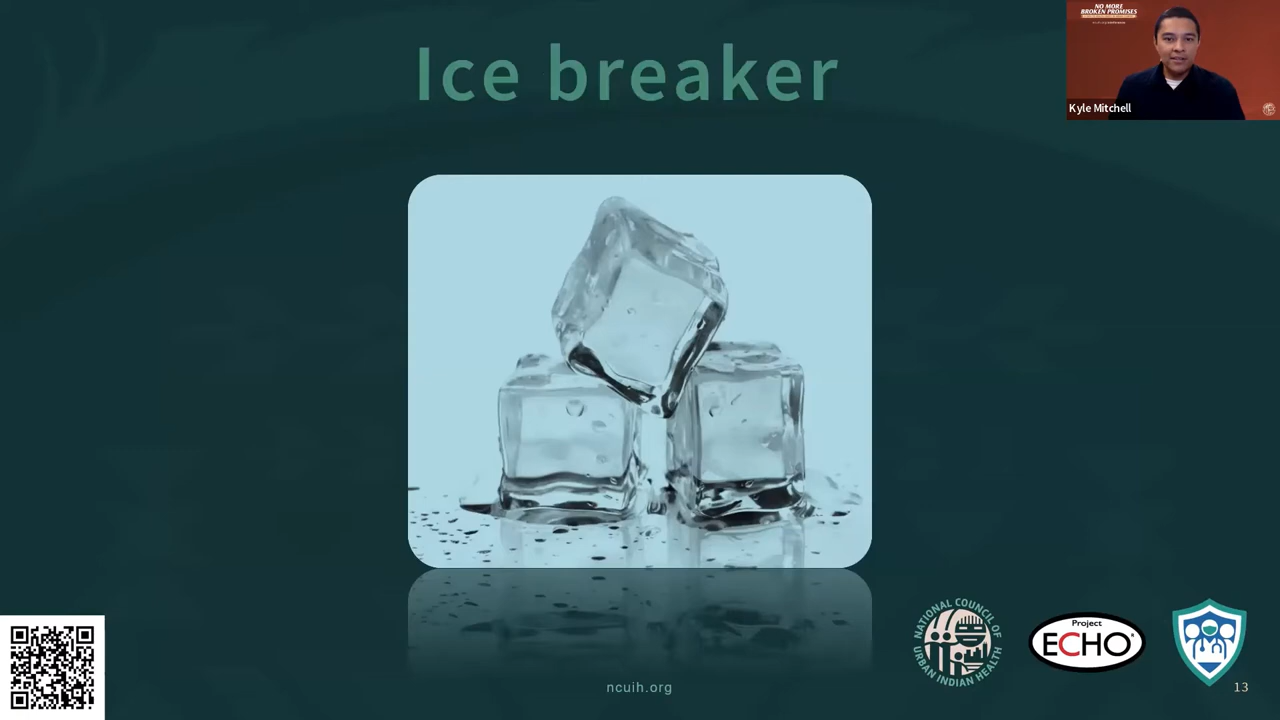 Ice breaker
NO MORE
BROKEN PROMISES
Kyle Mitchell
NATIONAL COUNCIL OF
URBAN INDIAN HEALTH
Project
ECHO
ncuih.org
13